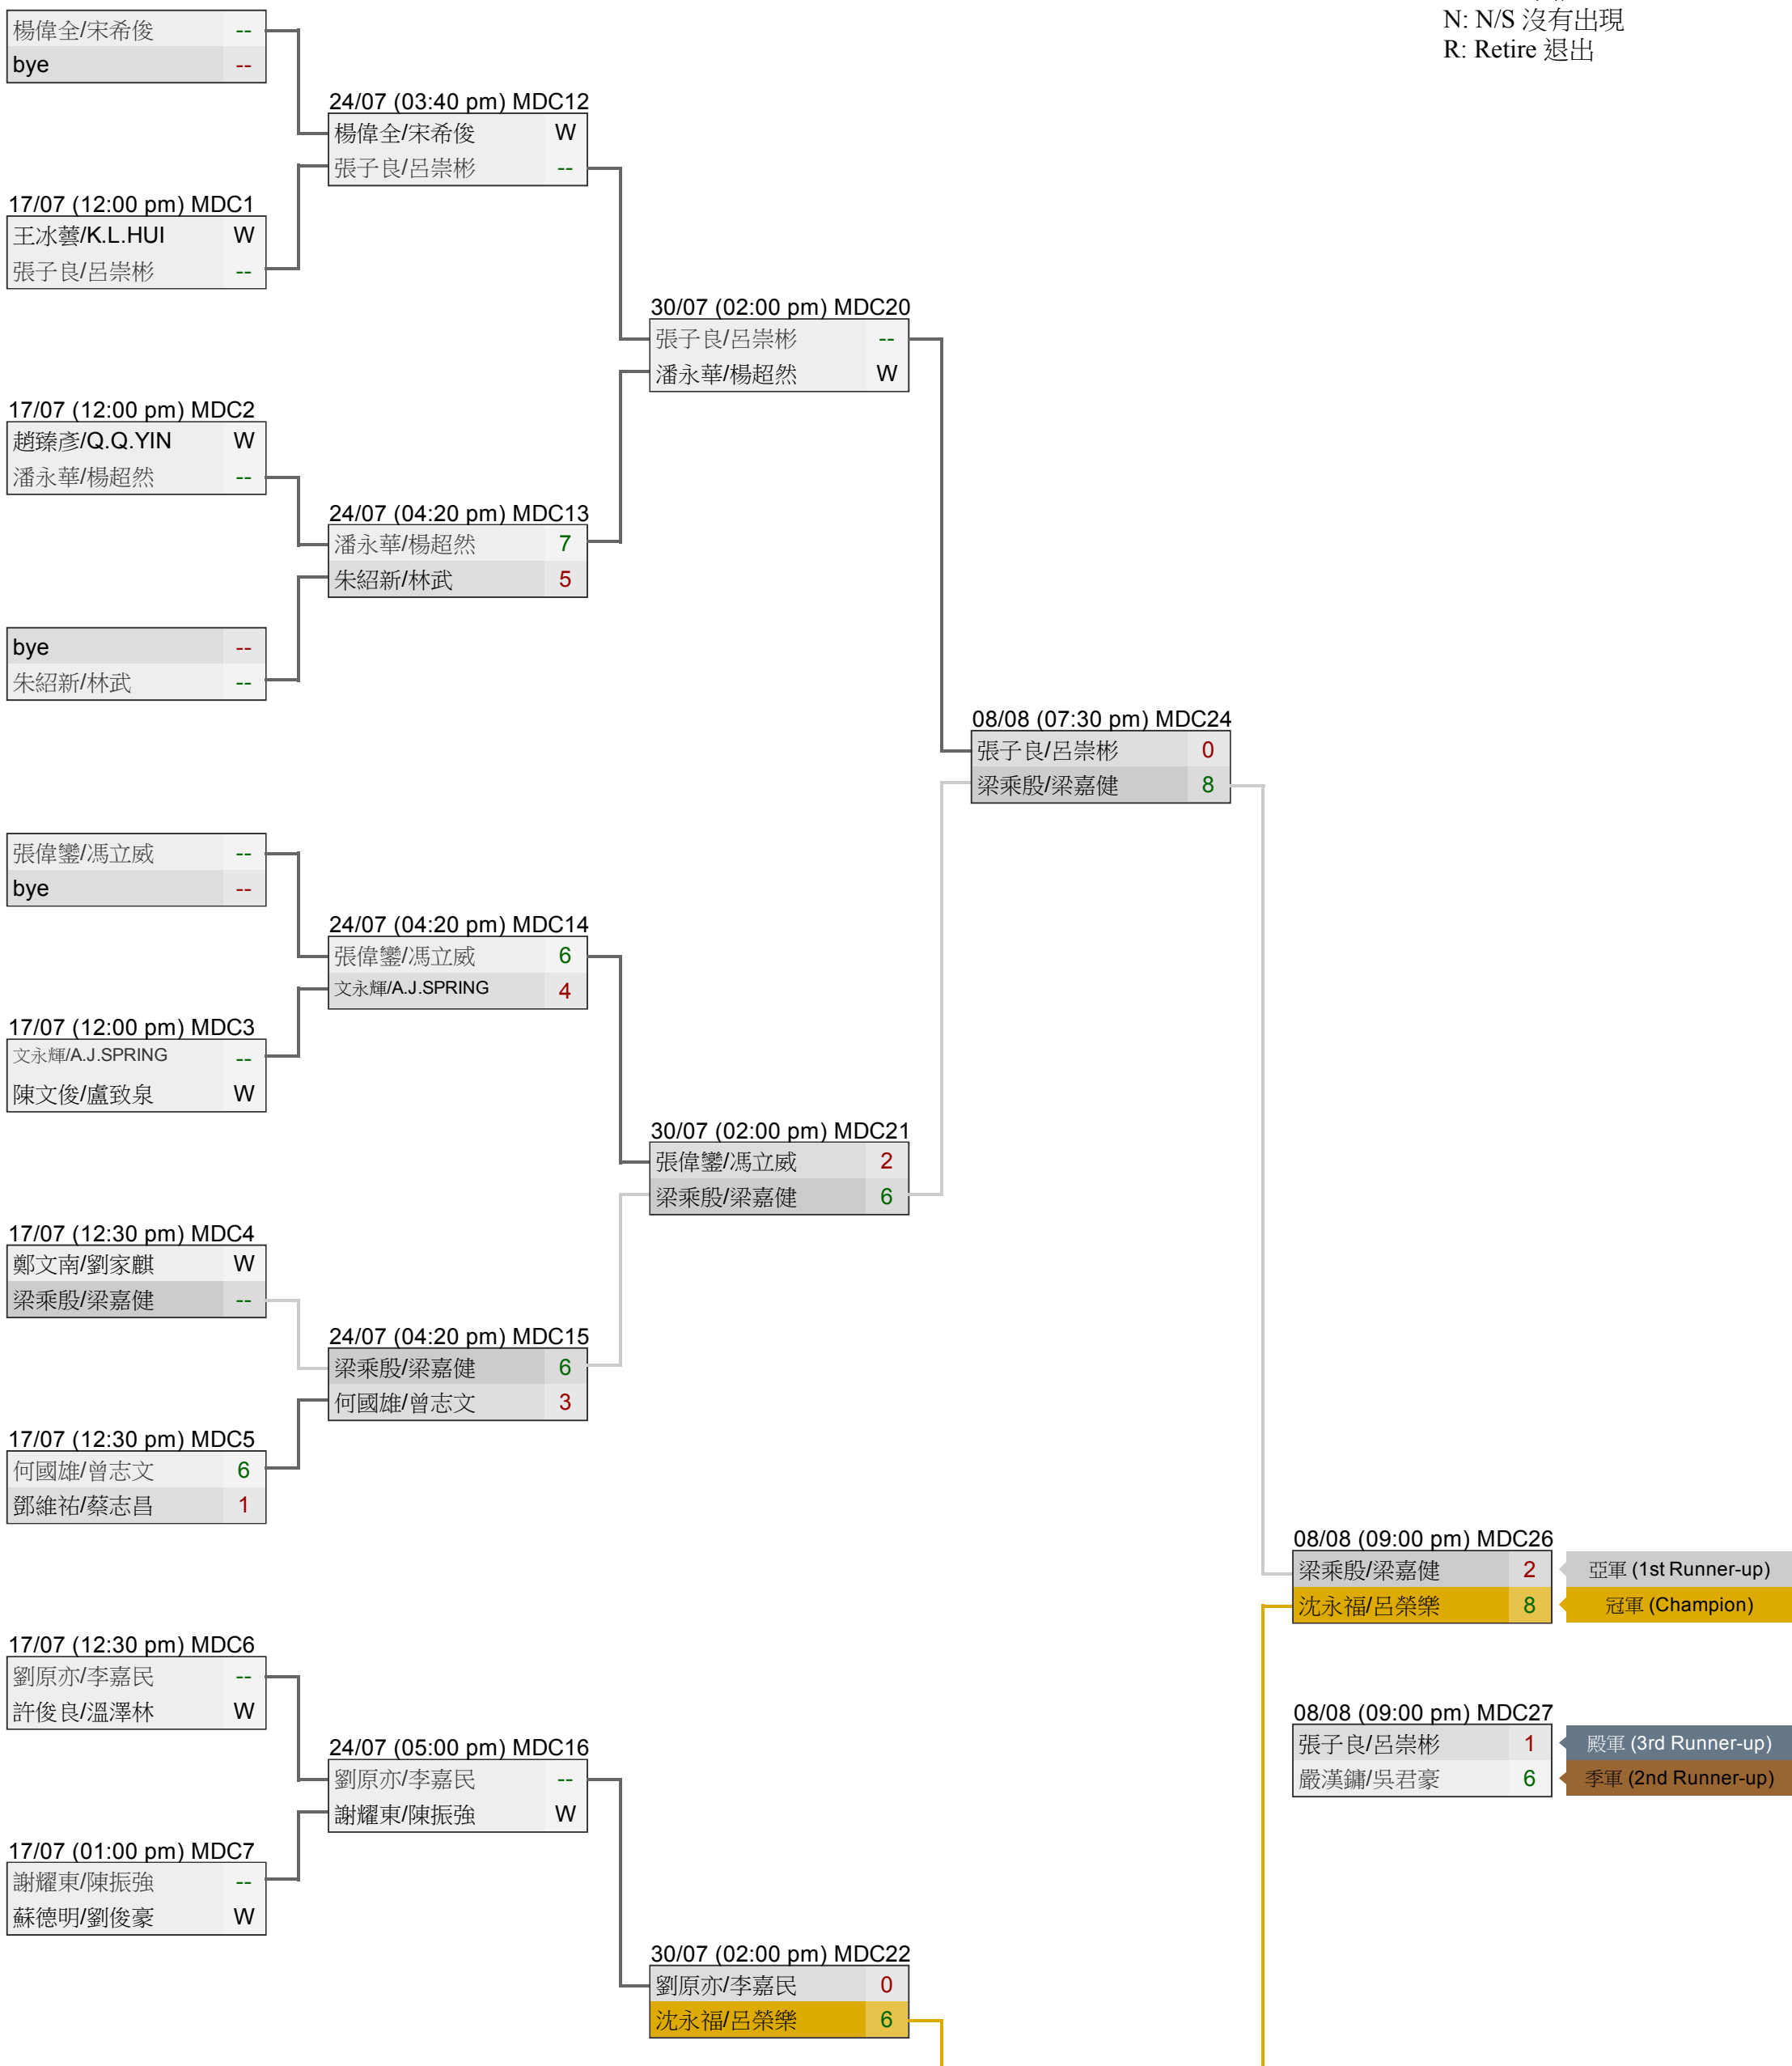 N: N/S 沒有出現
R: Retire 退出
楊偉全/宋希俊 --
bye --
24/07 (03:40 pm) MDC12
楊偉全/宋希俊 W
張子良/呂崇彬 --
17/07 (12:00 pm) MDC1
王冰藝/K.L.HUI W
張子良/呂崇彬 --
30/07 (02:00 pm) MDC20
張子良/呂崇彬 --
潘永華/楊超然 W
17/07 (12:00 pm) MDC2
趙臻彥/Q.Q.YIN W
潘永華/楊超然 --
24/07 (04:20 pm) MDC13
潘永華/楊超然 7
朱紹新/林武 5
bye --
朱紹新/林武 --
08/08 (07:30 pm) MDC24
張子良/呂崇彬 0
梁乘殷/梁嘉健 8
張偉鑾/馮立威 --
bye --
24/07 (04:20 pm) MDC14
張偉鑾/馮立威 6
文永輝/A.J.SPRING 4
17/07 (12:00 pm) MDC3
文永輝/A.J.SPRING --
陳文俊/盧致泉 W
30/07 (02:00 pm) MDC21
張偉鑾/馮立威 2
梁乘殷/梁嘉健 6
17/07 (12:30 pm) MDC4
鄭文南/劉家麒 W
梁乘殷/梁嘉健 --
24/07 (04:20 pm) MDC15
梁乘殷/梁嘉健 6
何國雄/曾志文 3
17/07 (12:30 pm) MDC5
何國雄/曾志文 6
鄧維祐/蔡志昌 1
08/08 (09:00 pm) MDC26
梁乘殷/梁嘉健 2 亞軍 (1st Runner-up)
沈永福/呂榮樂 8 冠軍 (Champion)
17/07 (12:30 pm) MDC6
劉原亦/李嘉民 --
許俊良/溫澤林 W
08/08 (09:00 pm) MDC27
張子良/呂崇彬 1 殿軍 (3rd Runner-up)
嚴漢鏞/吳君豪 6 季軍 (2nd Runner-up)
24/07 (05:00 pm) MDC16
劉原亦/李嘉民 --
謝耀東/陳振強 W
17/07 (01:00 pm) MDC7
謝耀東/陳振強 --
蘇德明/劉俊豪 W
30/07 (02:00 pm) MDC22
劉原亦/李嘉民 0
沈永福/呂榮樂 6